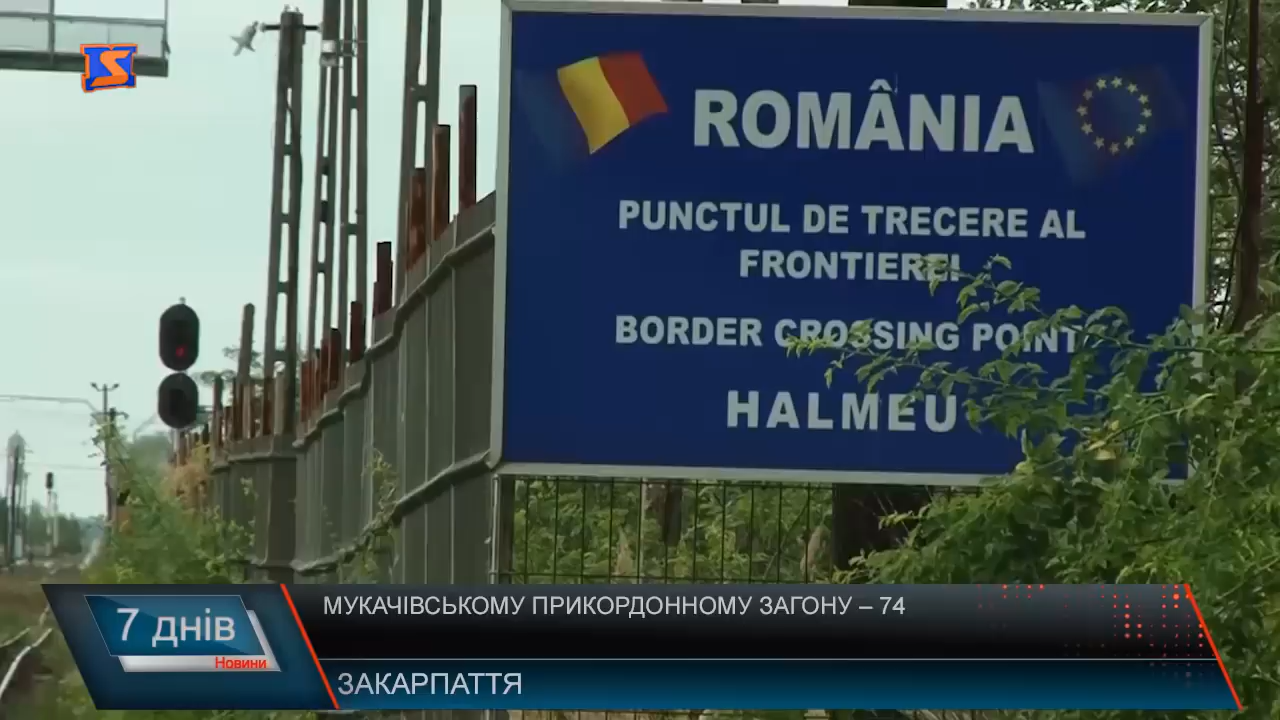 ROMÂNIA
PUNCTUL DE TRECERE AL
FRONTIEREI
BORDER CROSSING POINT
HALMEU
7 днів
Новини
МУКАЧІВСЬКОМУ ПРИКОРДОННОМУ ЗАГОНУ – 74
ЗАКАРПАТТЯ